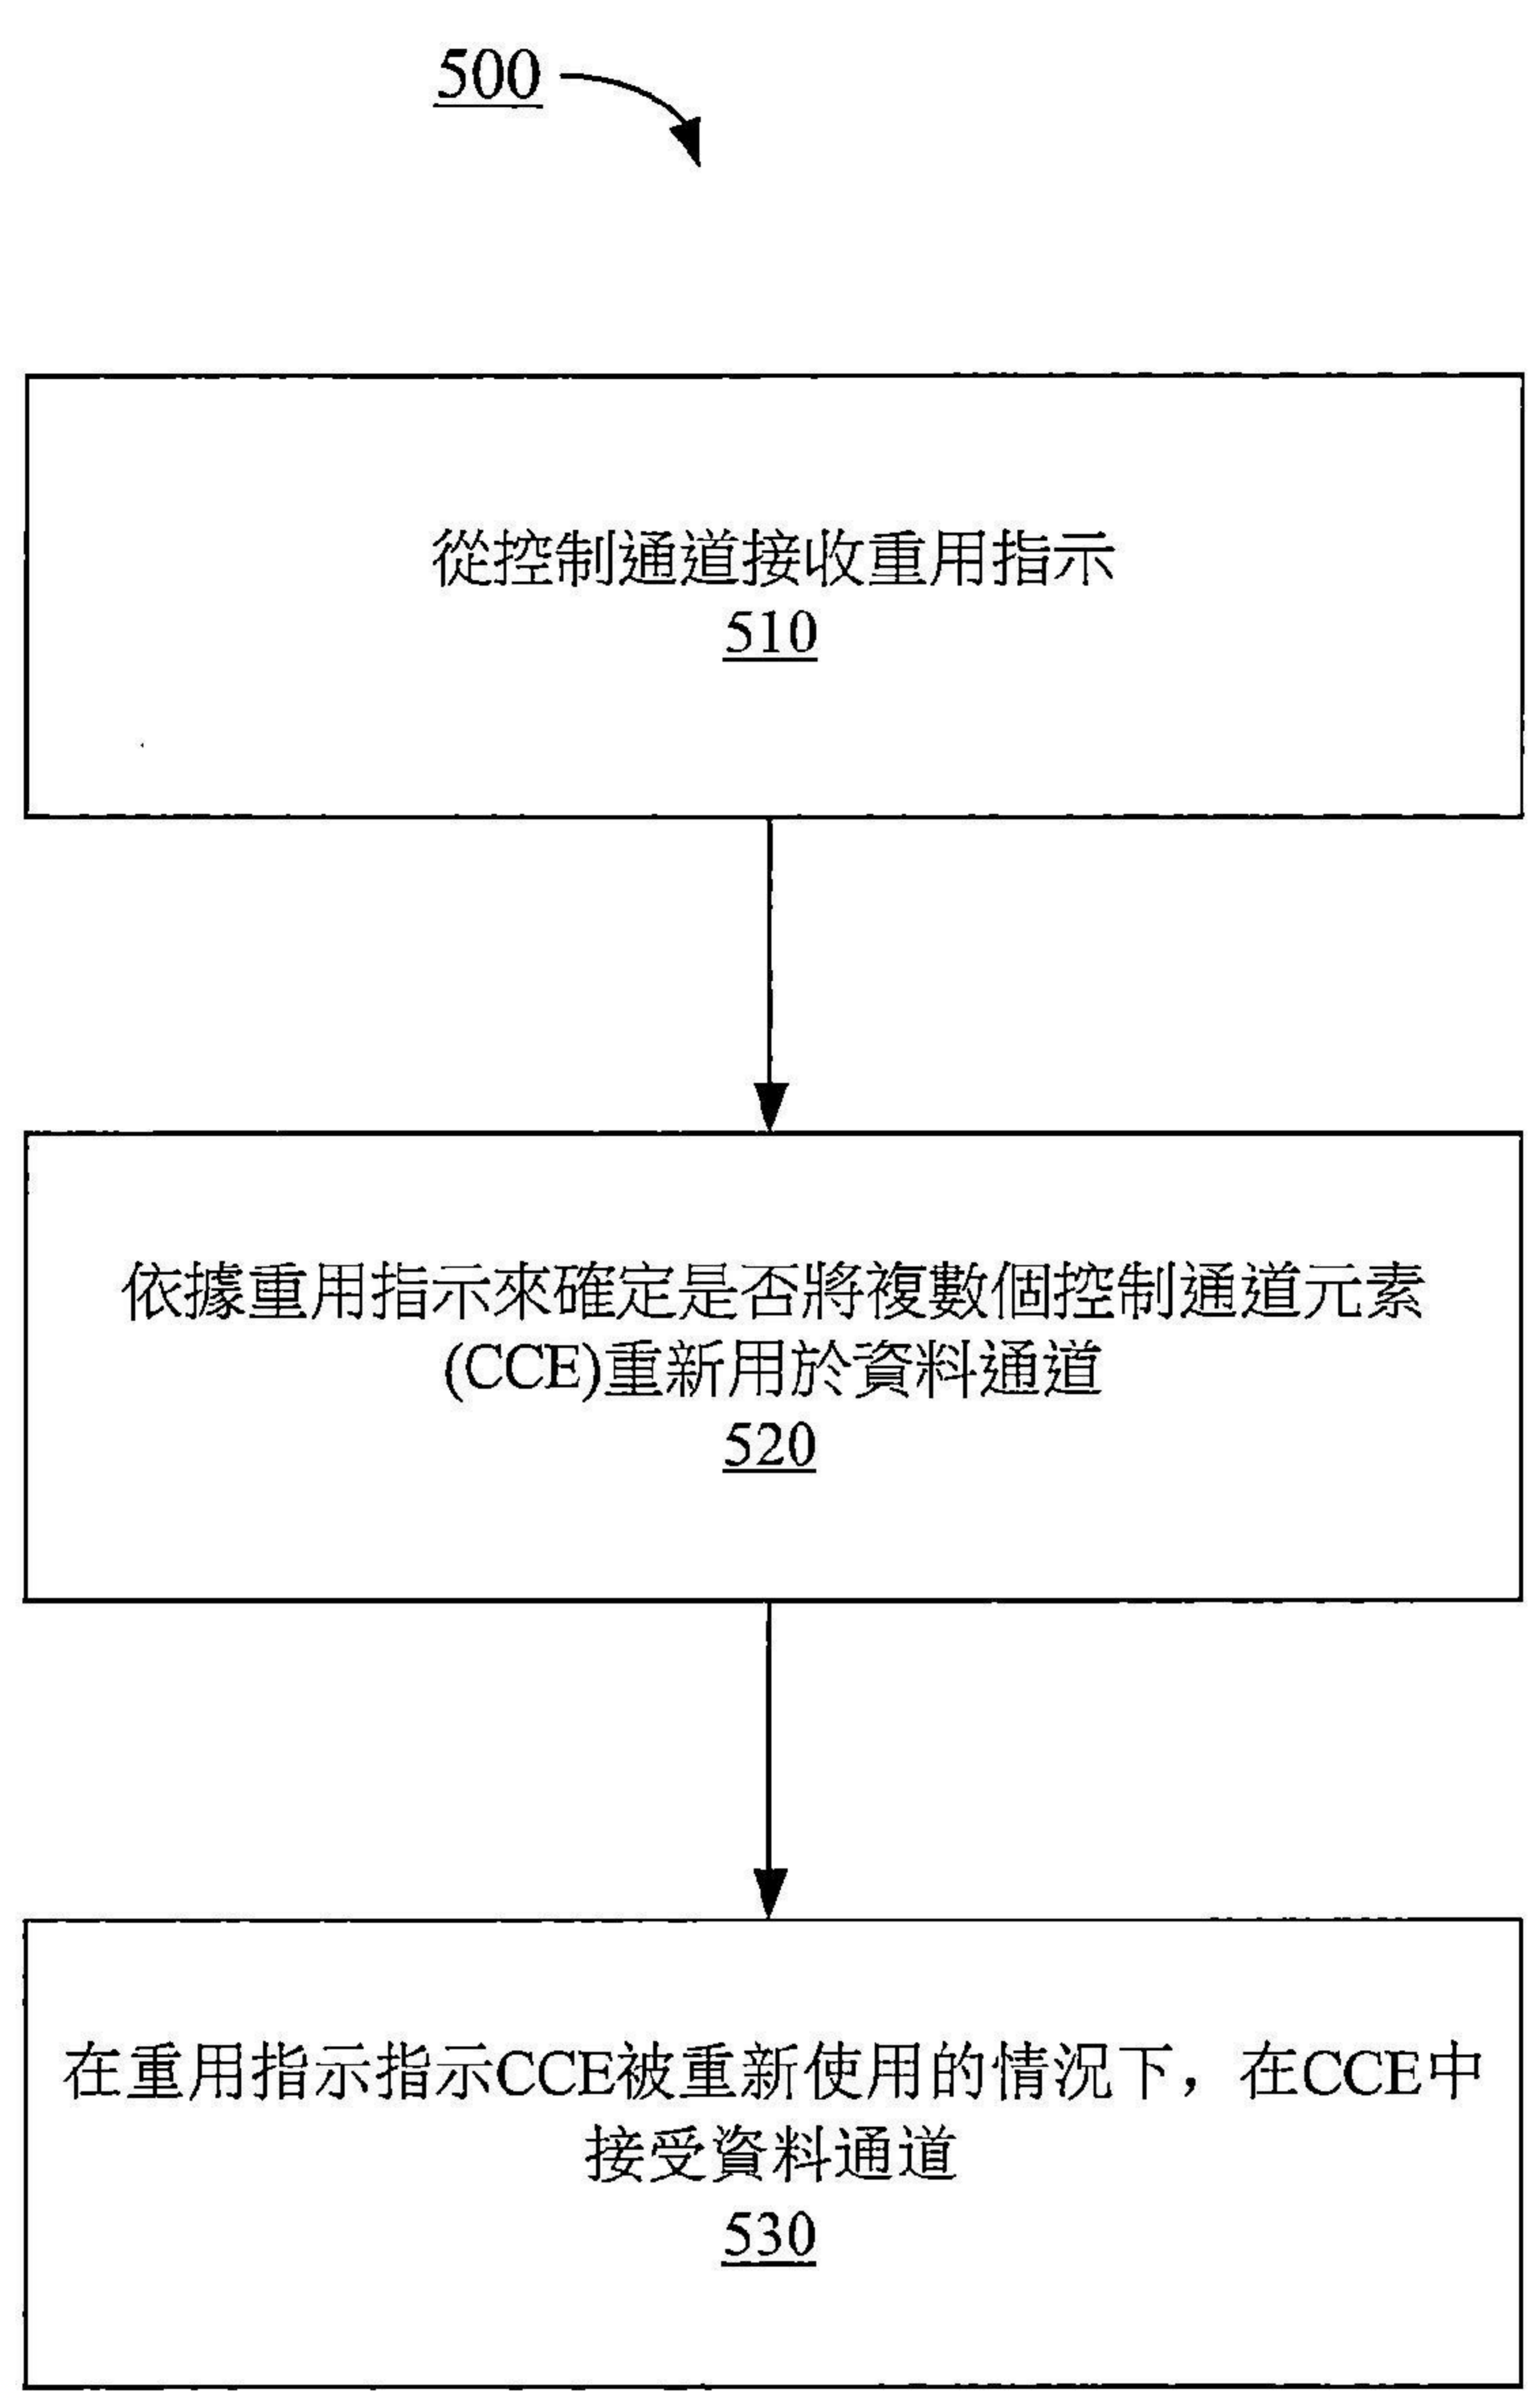 500
從控制通道接收重用指示
510
依據重用指示來確定是否將複數個控制通道元素
(CCE)重新用於資料通道
520
在重用指示指示CCE被重新使用的情況下，在CCE中
接受資料通道
530